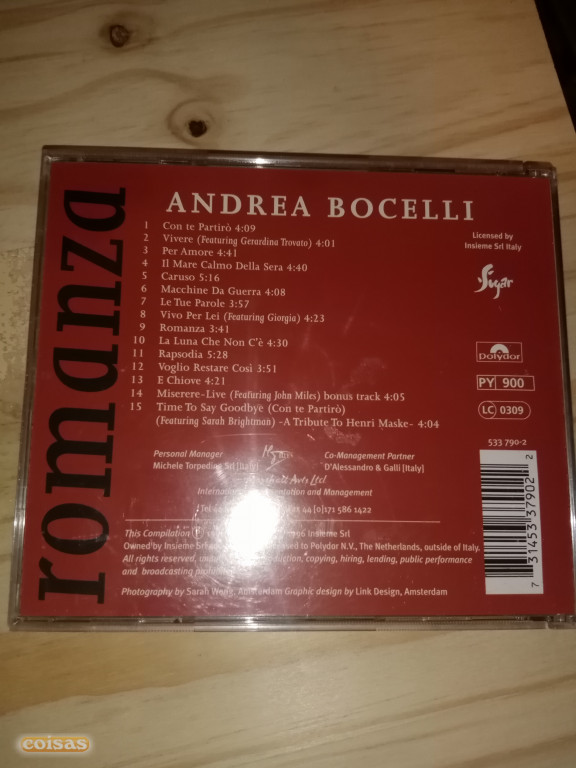 romanza
ANDREA BOCELLI
1 Con te Partirò 4:09
2 Vivere (Featuring Gerardina Trovato) 4:01
3 Per Amore 4:41
4 Il Mare Calmo Della Sera 4:40
5 Caruso 5:16
6 Macchine Da Guerra 4:08
7 Le Tue Parole 3:57
8 Vivo Per Lei (Featuring Giorgia) 4:23
9 Romanza 3:41
10 La Luna Che Non C'è 4:30
11 Rapsodia 5:28
12 Voglio Restare Così 3:51
13 E Chiove 4:21
14 Miserere-Live (Featuring John Miles) bonus track 4:05
15 Time To Say Goodbye (Con te Partirò)
(Featuring Sarah Brightman) -A Tribute To Henri Maske- 4:04
Licensed by
Insieme Srl Italy
Sugar
Polydor
PY 900
LC 0309
533 790-2
Personal Manager
Michele Torpedine Srl [Italy]
Co-Management Partner
D'Alessandro & Galli [Italy]
Arts Ltd
and Management
Tel 44 [0]171 586 1422
This Compilation Insieme Srl
Owned by Insieme to Polydor N.V., The Netherlands, outside of Italy.
All rights reserved, copying, hiring, lending, public performance
and broadcasting
Photography by Sarah Amsterdam Graphic design by Link Design, Amsterdam
7 31453 37902 2
coisas